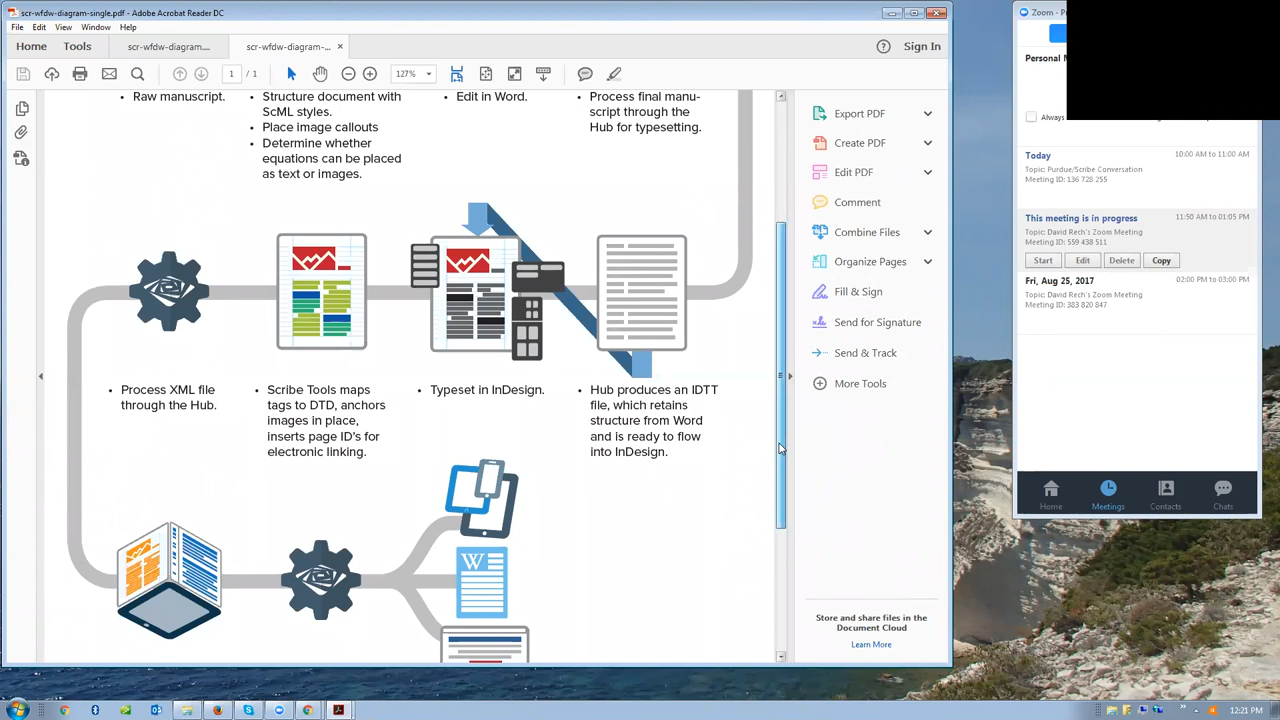 scr-wfdw-diagram-single.pdf - Adobe Acrobat Reader DC
File Edit View Window Help
Home Tools scr-wfdw-diagram.... scr-wfdw-diagram-... × Sign In
1 / 1 127%
• Raw manuscript.
• Structure document with
ScML styles.
• Place image callouts
• Determine whether
equations can be placed
as text or images.
• Edit in Word.
• Process final manu-
script through the
Hub for typesetting.
• Process XML file
through the Hub.
• Scribe Tools maps
tags to DTD, anchors
images in place,
inserts page ID's for
electronic linking.
• Typeset in InDesign.
• Hub produces an IDTT
file, which retains
structure from Word
and is ready to flow
into InDesign.
W
Export PDF
Create PDF
Edit PDF
Comment
Combine Files
Organize Pages
Fill & Sign
Send for Signature
Send & Track
More Tools
Store and share files in the
Document Cloud
Learn More
Zoom - P
Personal M
Always
Today 10:00 AM to 11:00 AM
Topic: Purdue/Scribe Conversation
Meeting ID: 136 728 255
This meeting is in progress 11:50 AM to 01:05 PM
Topic: David Rech's Zoom Meeting
Meeting ID: 559 438 511
Start Edit Delete Copy
Fri, Aug 25, 2017 02:00 PM to 03:00 PM
Topic: David Rech's Zoom Meeting
Meeting ID: 383 820 847
Home Meetings Contacts Chats
12:21 PM